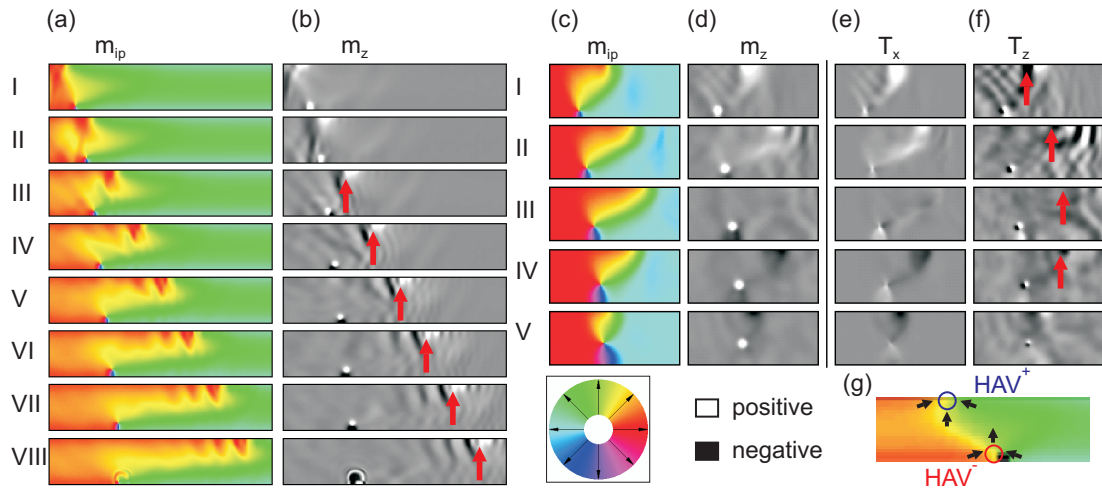 (a) (b) (c) (d) (e) (f)
m_ip m_z m_ip m_z T_x T_z
I
II
III
IV
V
VI
VII
VIII
I
II
III
IV
V
positive
negative
(g)
HAV⁺
HAV⁻